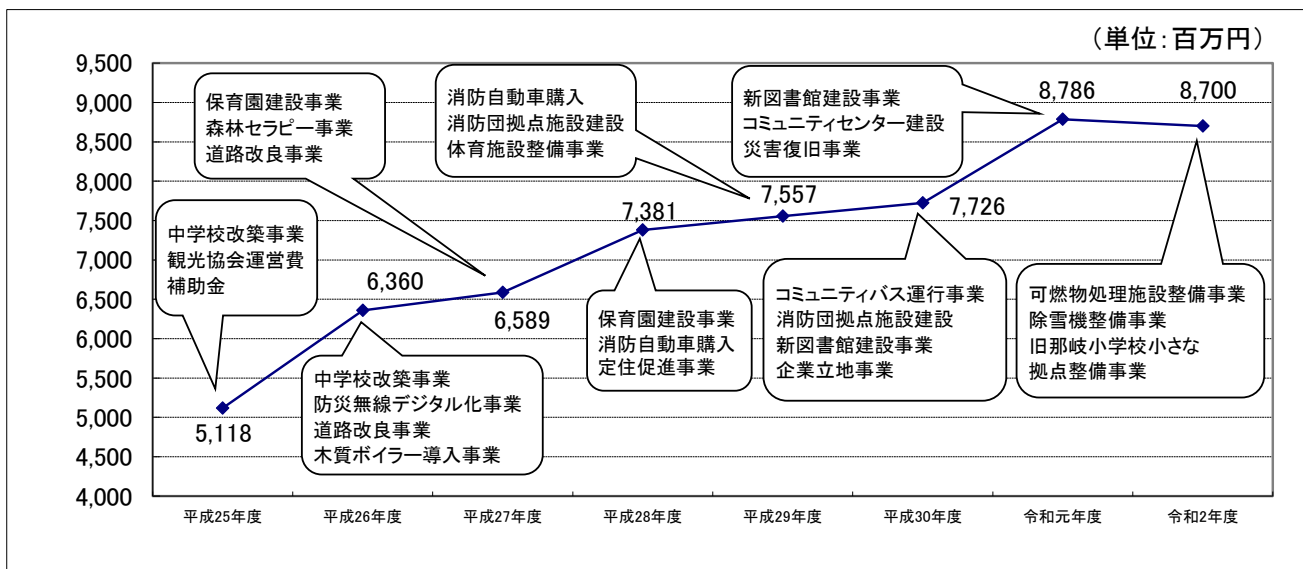 （単位：百万円）
9,500
9,000
8,500
8,000
7,500
7,000
6,500
6,000
5,500
5,000
4,500
4,000
中学校改築事業
観光協会運営費
補助金
5,118
6,360
中学校改築事業
防災無線デジタル化事業
道路改良事業
木質ボイラー導入事業
保育園建設事業
森林セラピー事業
道路改良事業
6,589
7,381
保育園建設事業
消防自動車購入
定住促進事業
消防自動車購入
消防団拠点施設建設
体育施設整備事業
7,557
7,726
コミュニティバス運行事業
消防団拠点施設建設
新図書館建設事業
企業立地事業
新図書館建設事業
コミュニティセンター建設
災害復旧事業
8,786
8,700
可燃物処理施設整備事業
除雪機整備事業
旧那岐小学校小さな
拠点整備事業
平成25年度
平成26年度
平成27年度
平成28年度
平成29年度
平成30年度
令和元年度
令和2年度